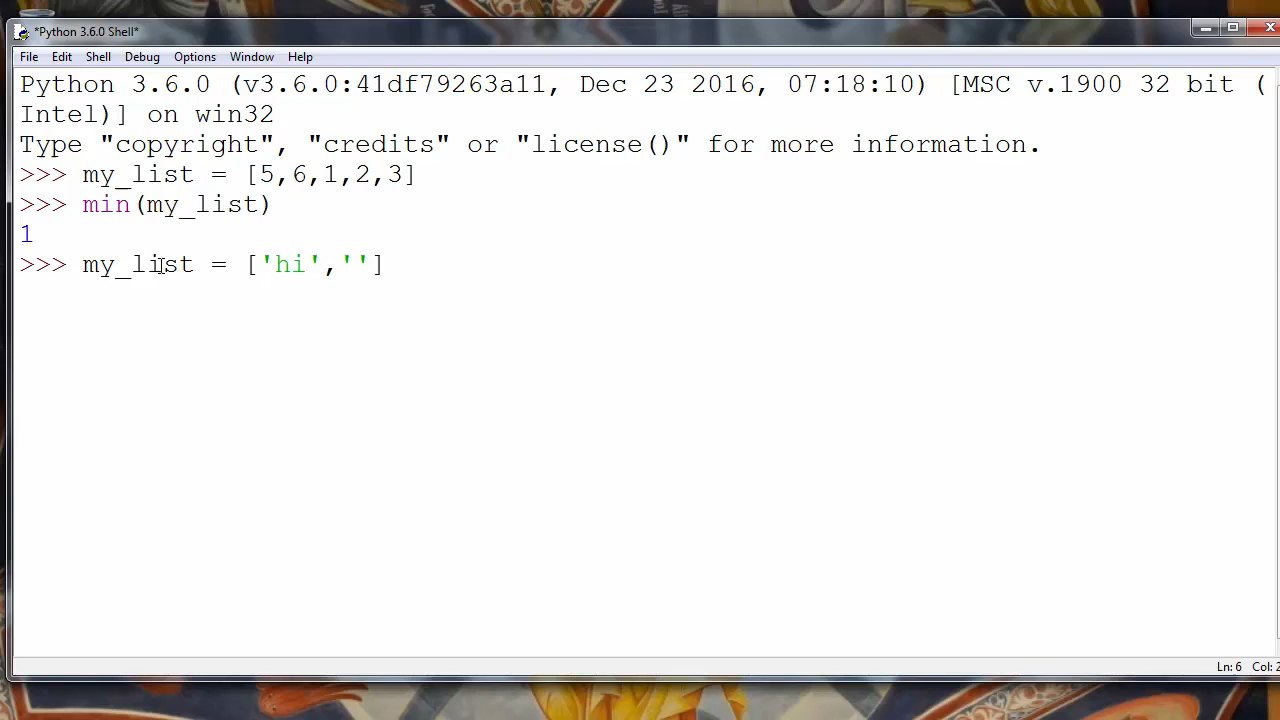 *Python 3.6.0 Shell*
File Edit Shell Debug Options Window Help
Python 3.6.0 (v3.6.0:41df79263a11, Dec 23 2016, 07:18:10) [MSC v.1900 32 bit (
Intel)] on win32
Type "copyright", "credits" or "license()" for more information.
>>> my_list = [5,6,1,2,3]
>>> min(my_list)
1
>>> my_list = ['hi','']
Ln: 6 Col: 2